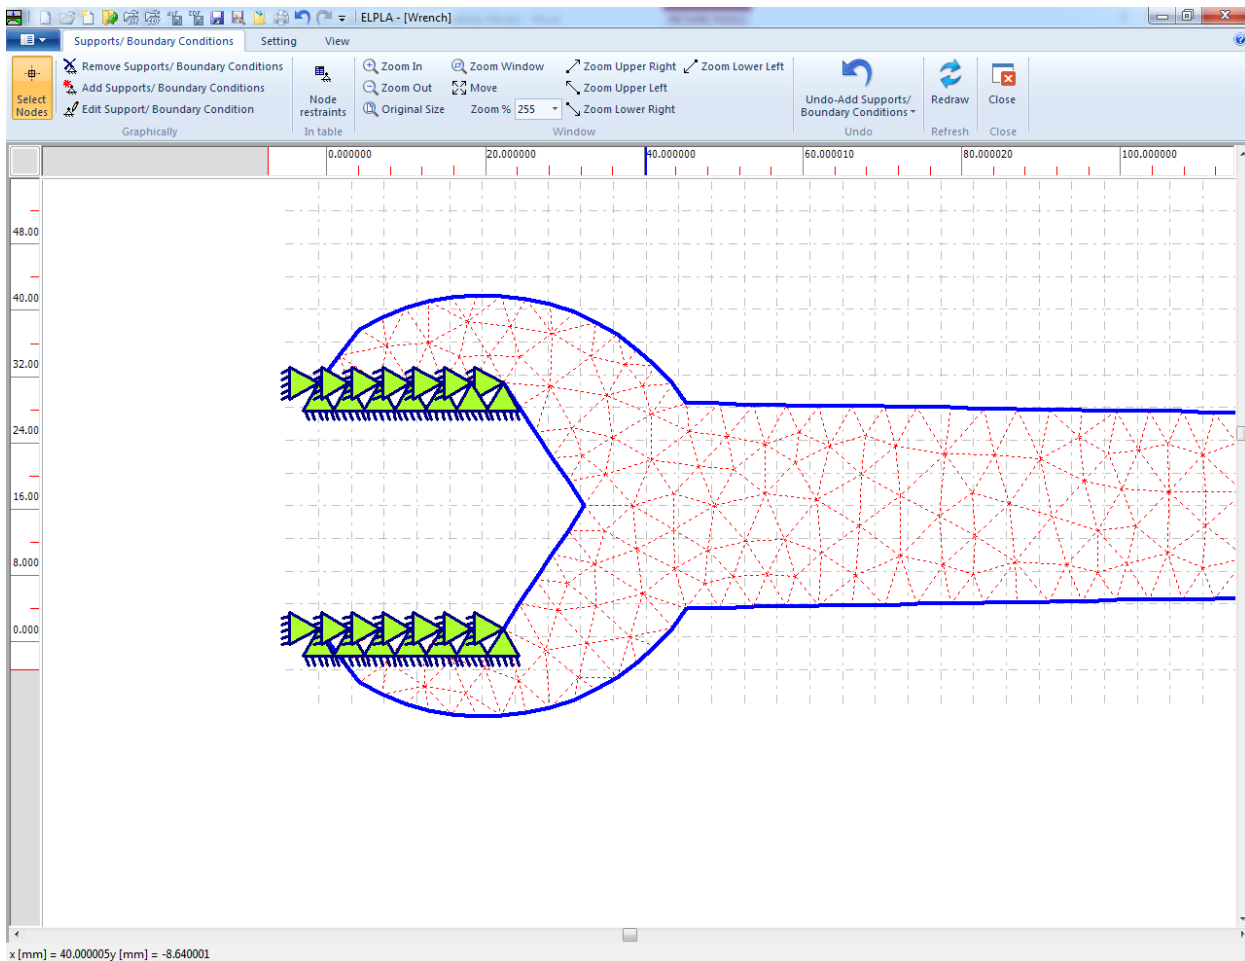 ELPLA - [Wrench]
Supports/ Boundary Conditions Setting View
Select Nodes
Remove Supports/ Boundary Conditions
Add Supports/ Boundary Conditions
Edit Support/ Boundary Condition
Graphically
Node restraints
In table
Zoom In Zoom Window Zoom Upper Right Zoom Lower Left
Zoom Out Move Zoom Upper Left
Original Size Zoom % 255 Zoom Lower Right
Window
Undo-Add Supports/
Boundary Conditions
Undo
Redraw
Refresh
Close
Close
0.000000 20.000000 40.000000 60.000010 80.000020 100.000000
48.00
40.00
32.00
24.00
16.00
8.000
0.000
x [mm] = 40.000005y [mm] = -8.640001